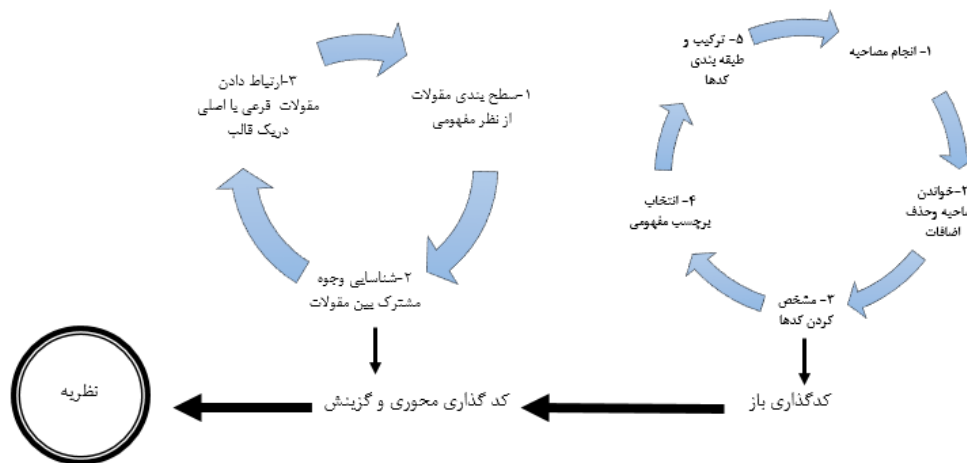 ۱- انجام مصاحبه
۲-خواندن
صاحبه وحذف
اضافات
۳- مشخص
کردن کدها
۴- انتخاب
برچسب مفهومی
۵- ترکیب و
طبقه بندی
کدها
کدگذاری باز
۱-سطح بندی مقولات
از نظر مفهومی
۲-شناسایی وجوه
مشترک بین مقولات
۳-ارتباط دادن
مقولات فرعی با اصلی
دریک قالب
کد گذاری محوری و گزینش
نظریه